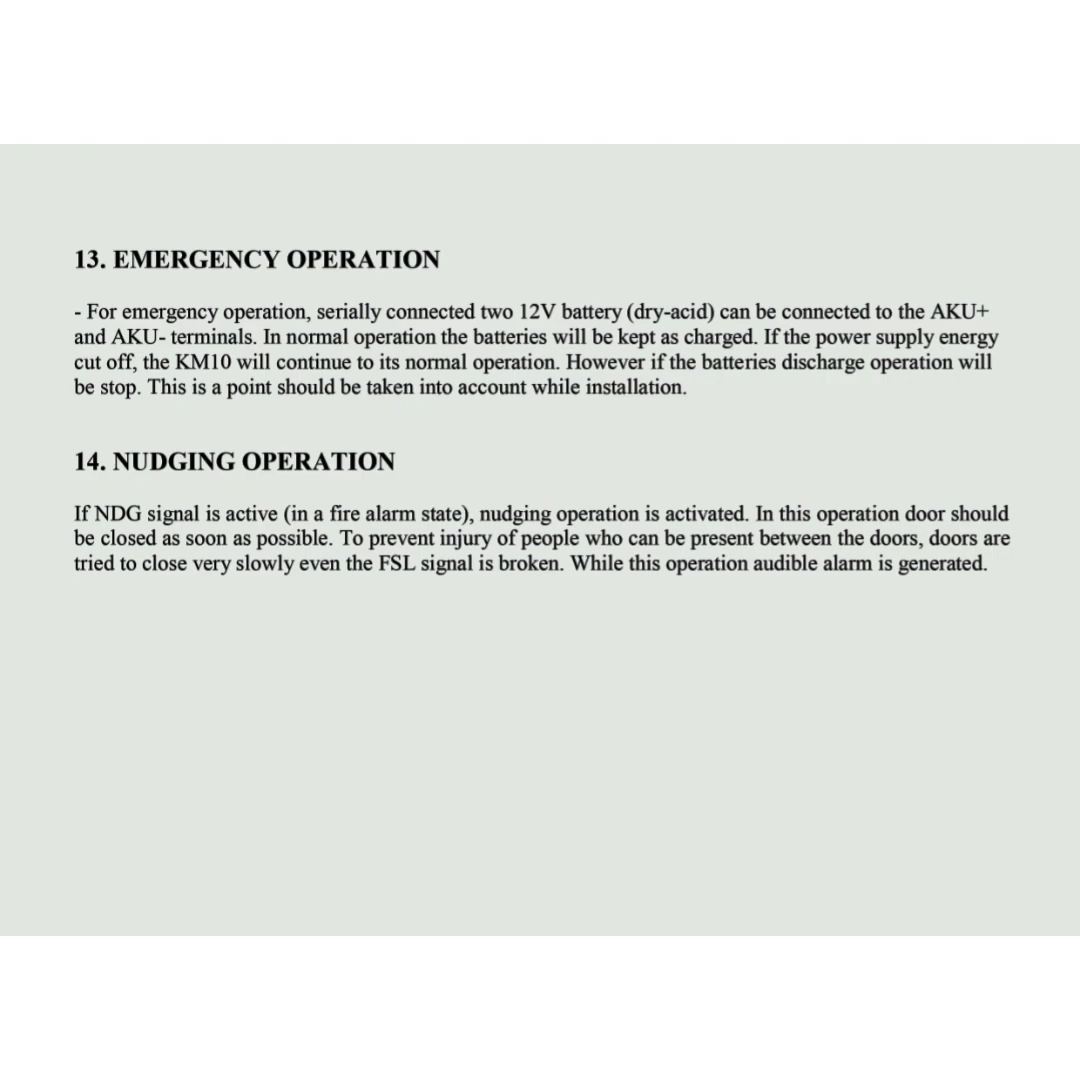 13. EMERGENCY OPERATION
- For emergency operation, serially connected two 12V battery (dry-acid) can be connected to the AKU+
and AKU- terminals. In normal operation the batteries will be kept as charged. If the power supply energy
cut off, the KM10 will continue to its normal operation. However if the batteries discharge operation will
be stop. This is a point should be taken into account while installation.
14. NUDGING OPERATION
If NDG signal is active (in a fire alarm state), nudging operation is activated. In this operation door should
be closed as soon as possible. To prevent injury of people who can be present between the doors, doors are
tried to close very slowly even the FSL signal is broken. While this operation audible alarm is generated.